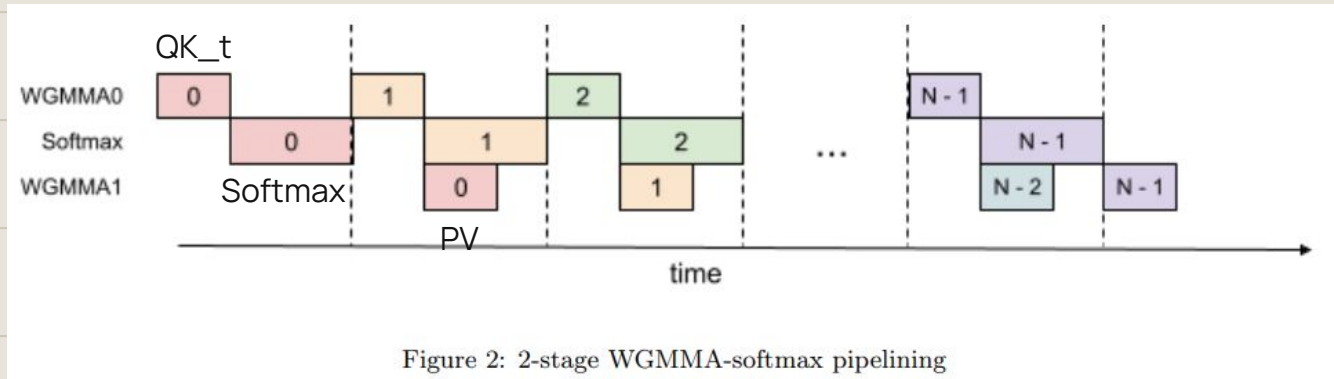 QK_t
WGMMA0 0 1 2 N - 1
Softmax 0 1 2 ... N - 1
WGMMA1 Softmax 0 1 N - 2 N - 1
PV
time
Figure 2: 2-stage WGMMA-softmax pipelining